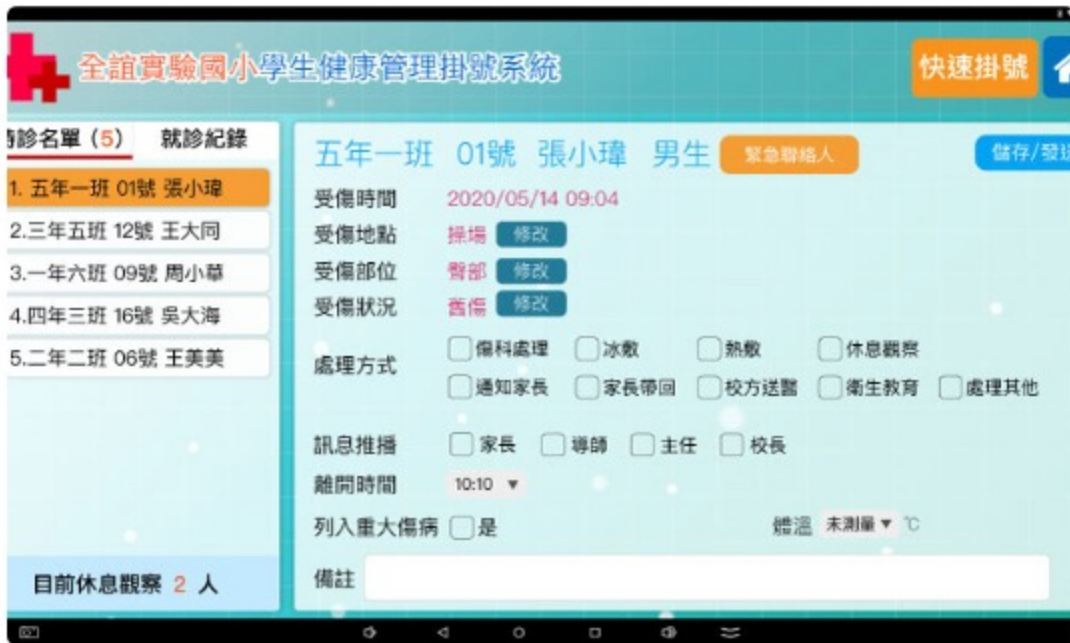 全誼實驗國小學生健康管理掛號系統
快速掛號
待診名單 (5) 就診紀錄
1. 五年一班 01號 張小瑋
2.三年五班 12號 王大同
3.一年六班 09號 周小華
4.四年三班 16號 吳大海
5.二年二班 06號 王美美
目前休息觀察 2 人
五年一班 01號 張小瑋 男生 緊急聯絡人 儲存/發送
受傷時間 2020/05/14 09:04
受傷地點 操場 修改
受傷部位 臀部 修改
受傷狀況 舊傷 修改
處理方式
傷科處理 冰敷 熱敷 休息觀察
通知家長 家長帶回 校方送醫 衛生教育 處理其他
訊息推播 家長 導師 主任 校長
離開時間 10:10
列入重大傷病 是 體溫 未測量 ℃
備註